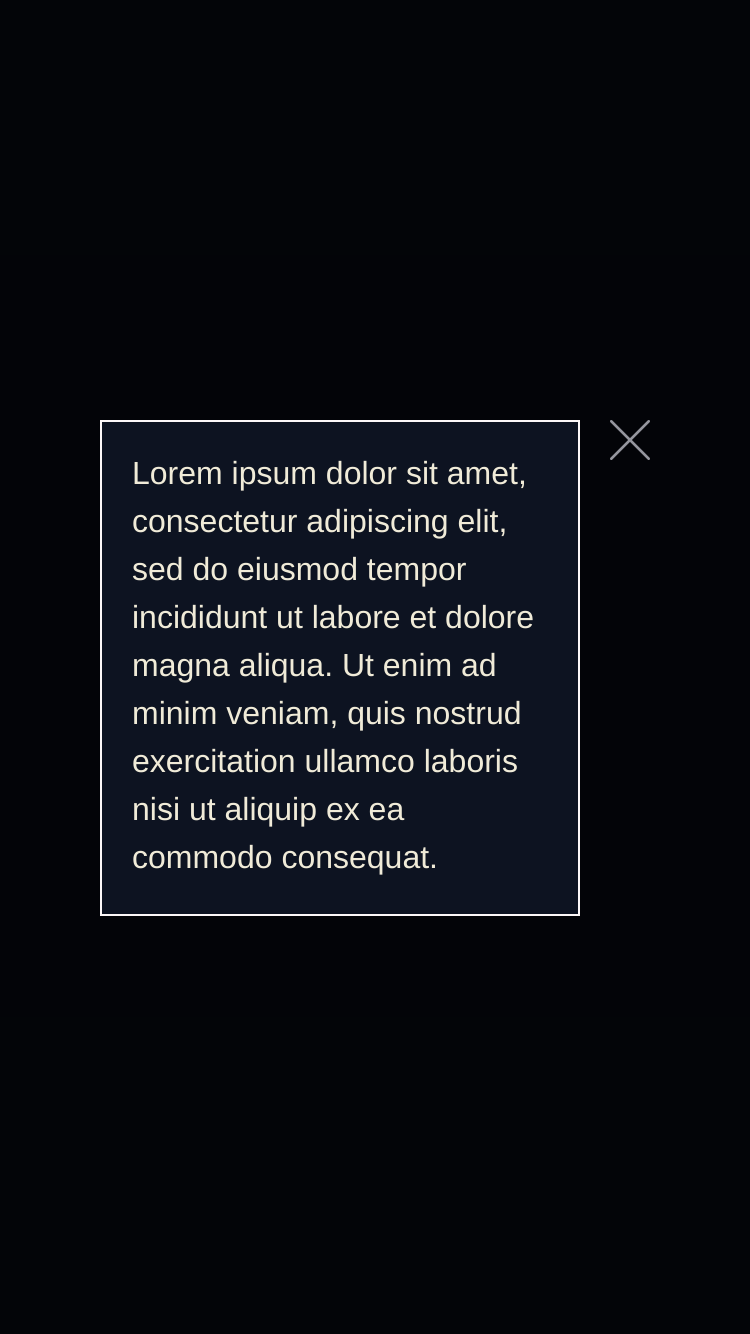 Lorem ipsum dolor sit amet,
consectetur adipiscing elit,
sed do eiusmod tempor
incididunt ut labore et dolore
magna aliqua. Ut enim ad
minim veniam, quis nostrud
exercitation ullamco laboris
nisi ut aliquip ex ea
commodo consequat.